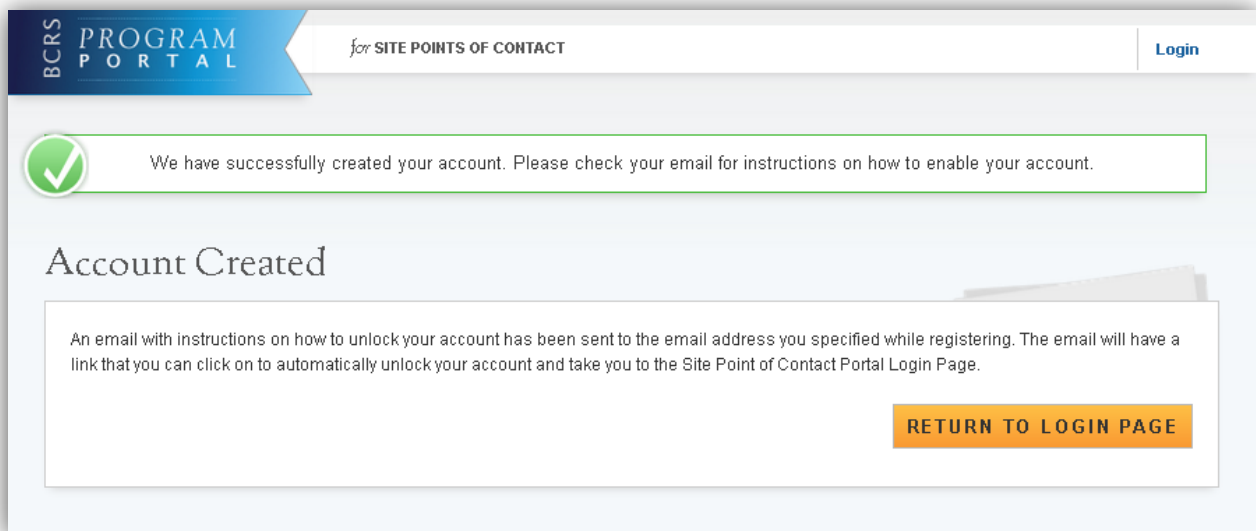 BCRS PROGRAM PORTAL
for SITE POINTS OF CONTACT
Login
We have successfully created your account. Please check your email for instructions on how to enable your account.
Account Created
An email with instructions on how to unlock your account has been sent to the email address you specified while registering. The email will have a
link that you can click on to automatically unlock your account and take you to the Site Point of Contact Portal Login Page.
RETURN TO LOGIN PAGE